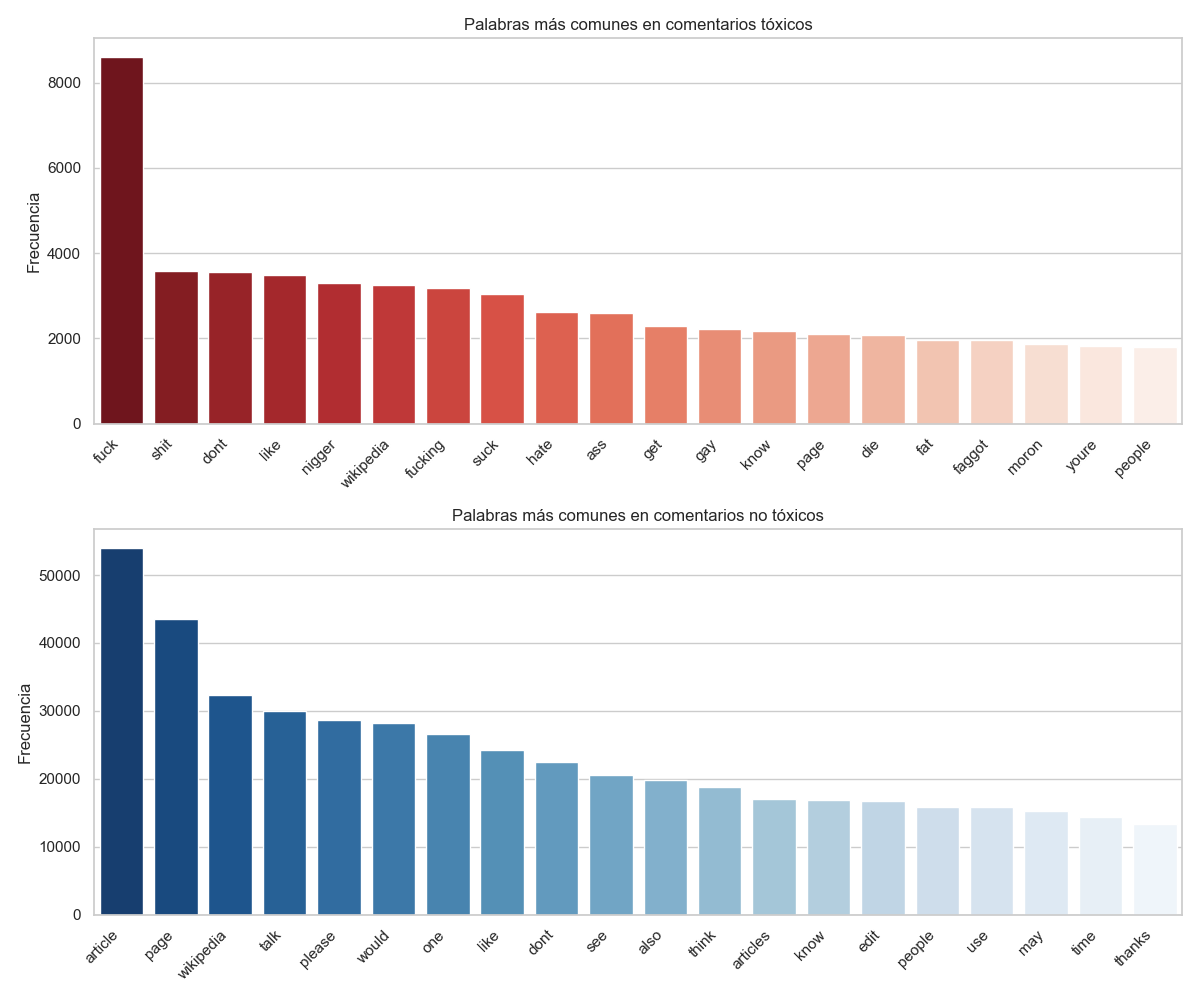 Palabras más comunes en comentarios tóxicos
Frecuencia
8000
6000
4000
2000
0
fuck shit dont like nigger wikipedia fucking suck hate ass get gay know page die fat faggot moron youre people
Palabras más comunes en comentarios no tóxicos
Frecuencia
50000
40000
30000
20000
10000
0
article page wikipedia talk please would one like dont see also think articles know edit people use may time thanks